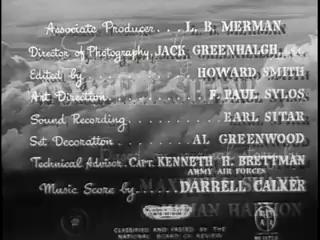 Associate Producer . . . L. B. MERMAN
Director of Photography, JACK GREENHALGH, A.S.C.
Edited by . . . . . HOWARD SMITH
Art Direction . . . . . F. PAUL SYLOS
Sound Recording . . . . . EARL SITAR
Set Decoration . . . . . AL GREENWOOD
Technical Advisor. CAPT. KENNETH H. BRETTMAN
ARMY AIR FORCES
Music Score by . . . . DARRELL CALKER
CLASSIFIED AND PASSED BY THE
NATIONAL BOARD OF REVIEW